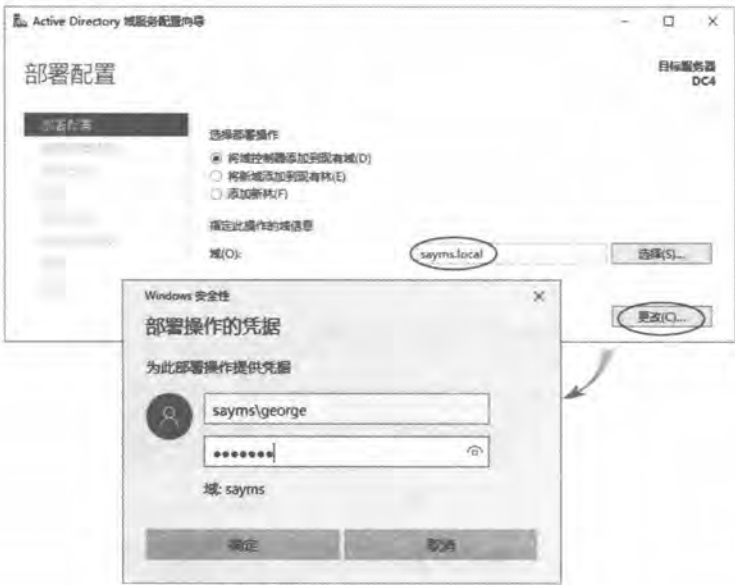 Active Directory 域服务配置向导
部署配置
目标服务器
DC4
部署配置
选择部署操作
将域控制器添加到现有域(D)
将新域添加到现有林(E)
添加新林(F)
指定此操作的域信息
域(O):
sayms.local
选择(S)...
更改(C)...
Windows 安全性
部署操作的凭据
为此部署操作提供凭据
sayms\george
●●●●●●●
域: sayms
确定
取消